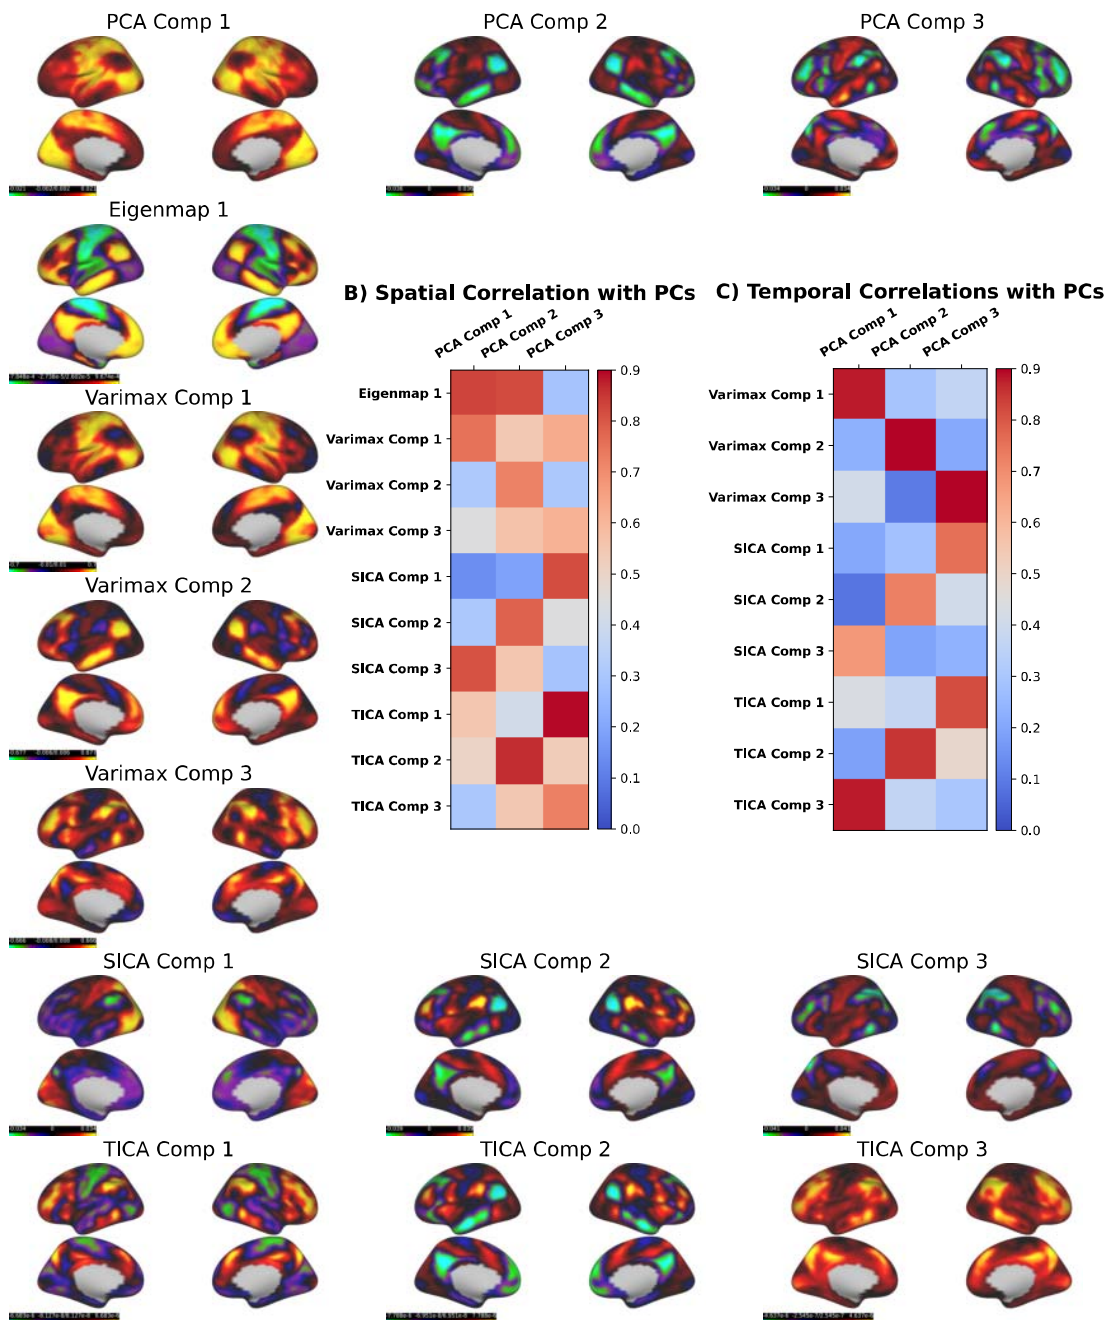 PCA Comp 1
PCA Comp 2
PCA Comp 3
Eigenmap 1
Varimax Comp 1
Varimax Comp 2
Varimax Comp 3
B) Spatial Correlation with PCs
PCA Comp 1
PCA Comp 2
PCA Comp 3
Eigenmap 1
Varimax Comp 1
Varimax Comp 2
Varimax Comp 3
SICA Comp 1
SICA Comp 2
SICA Comp 3
TICA Comp 1
TICA Comp 2
TICA Comp 3
0.9
0.8
0.7
0.6
0.5
0.4
0.3
0.2
0.1
0.0
C) Temporal Correlations with PCs
PCA Comp 1
PCA Comp 2
PCA Comp 3
Varimax Comp 1
Varimax Comp 2
Varimax Comp 3
SICA Comp 1
SICA Comp 2
SICA Comp 3
TICA Comp 1
TICA Comp 2
TICA Comp 3
0.9
0.8
0.7
0.6
0.5
0.4
0.3
0.2
0.1
0.0
SICA Comp 1
SICA Comp 2
SICA Comp 3
TICA Comp 1
TICA Comp 2
TICA Comp 3